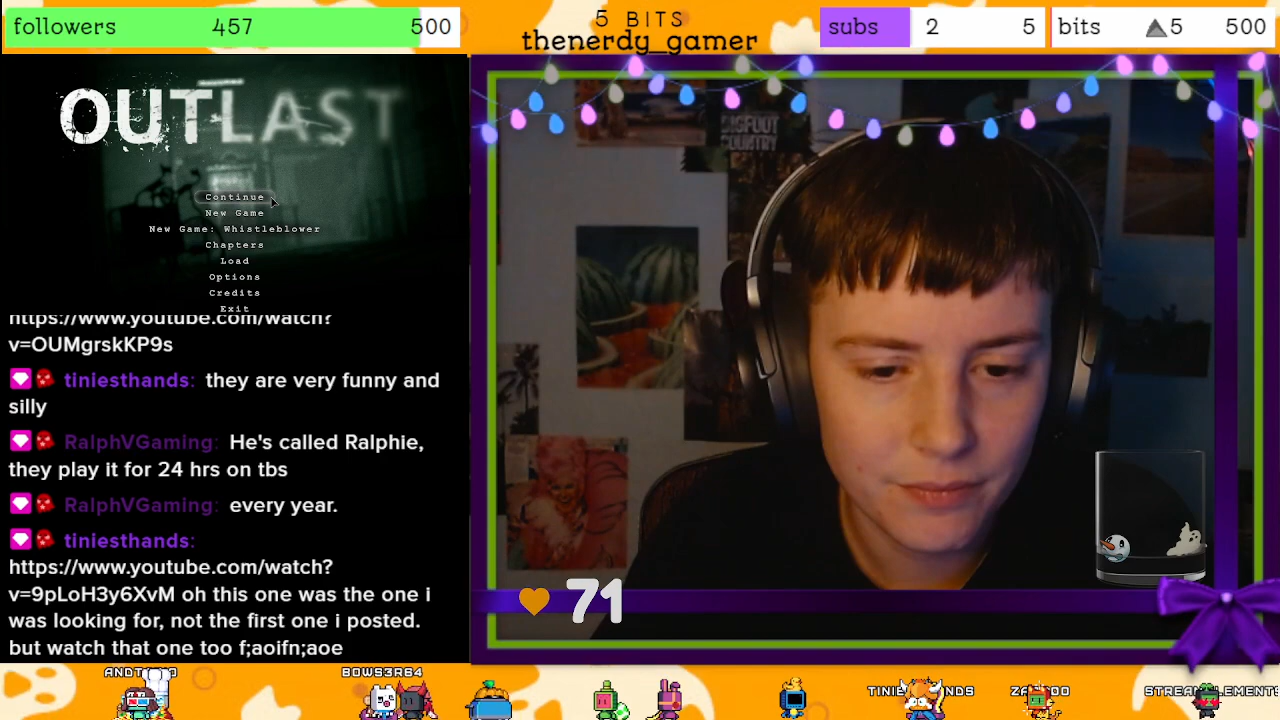 followers 457 500
5 BITS
thenerdy_gamer
subs 2 5
bits 5 500
OUTLAST
Continue
New Game
New Game: Whistleblower
Chapters
Load
Options
Credits
Exit
https://www.youtube.com/watch?
v=OUMgrskKP9s
tiniesthands: they are very funny and
silly
RalphVGaming: He's called Ralphie,
they play it for 24 hrs on tbs
RalphVGaming: every year.
tiniesthands:
https://www.youtube.com/watch?
v=9pLoH3y6XvM oh this one was the one i
was looking for, not the first one i posted.
but watch that one too f;aoifn;aoe
BIGFOOT
COUNTRY
71
BOWS3R64